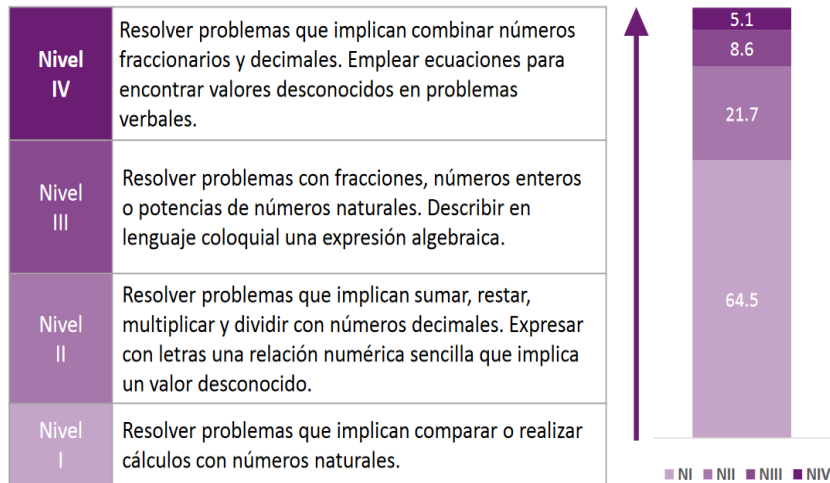 Nivel
IV
Resolver problemas que implican combinar números
fraccionarios y decimales. Emplear ecuaciones para
encontrar valores desconocidos en problemas
verbales.
Nivel
III
Resolver problemas con fracciones, números enteros
o potencias de números naturales. Describir en
lenguaje coloquial una expresión algebraica.
Nivel
II
Resolver problemas que implican sumar, restar,
multiplicar y dividir con números decimales. Expresar
con letras una relación numérica sencilla que implica
un valor desconocido.
Nivel
I
Resolver problemas que implican comparar o realizar
cálculos con números naturales.
5.1
8.6
21.7
64.5
NI NII NIII NIV